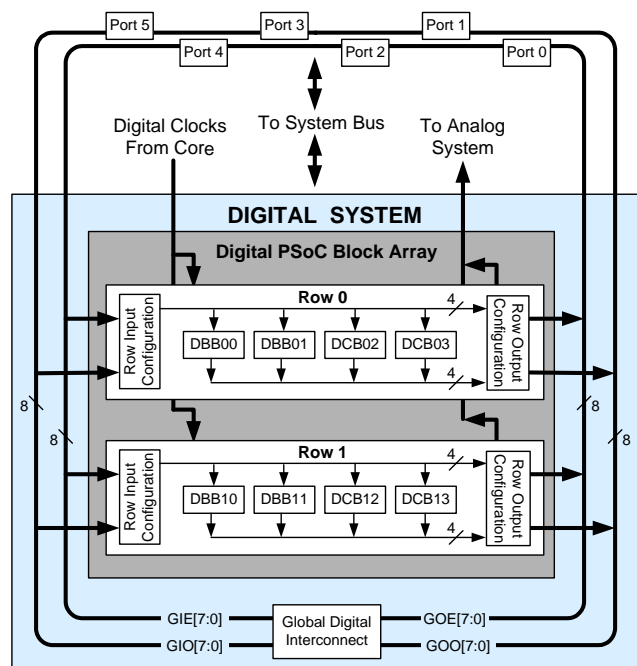 Port 5
Port 3
Port 1
Port 4
Port 2
Port 0
Digital Clocks
From Core
To System Bus
To Analog
System
DIGITAL SYSTEM
Digital PSoC Block Array
Row 0
4
Row Input
Configuration
DBB00
DBB01
DCB02
DCB03
4
Row Output
Configuration
8
8
8
8
Row 1
4
Row Input
Configuration
DBB10
DBB11
DCB12
DCB13
4
Row Output
Configuration
GIE[7:0]
GIO[7:0]
Global Digital
Interconnect
GOE[7:0]
GOO[7:0]